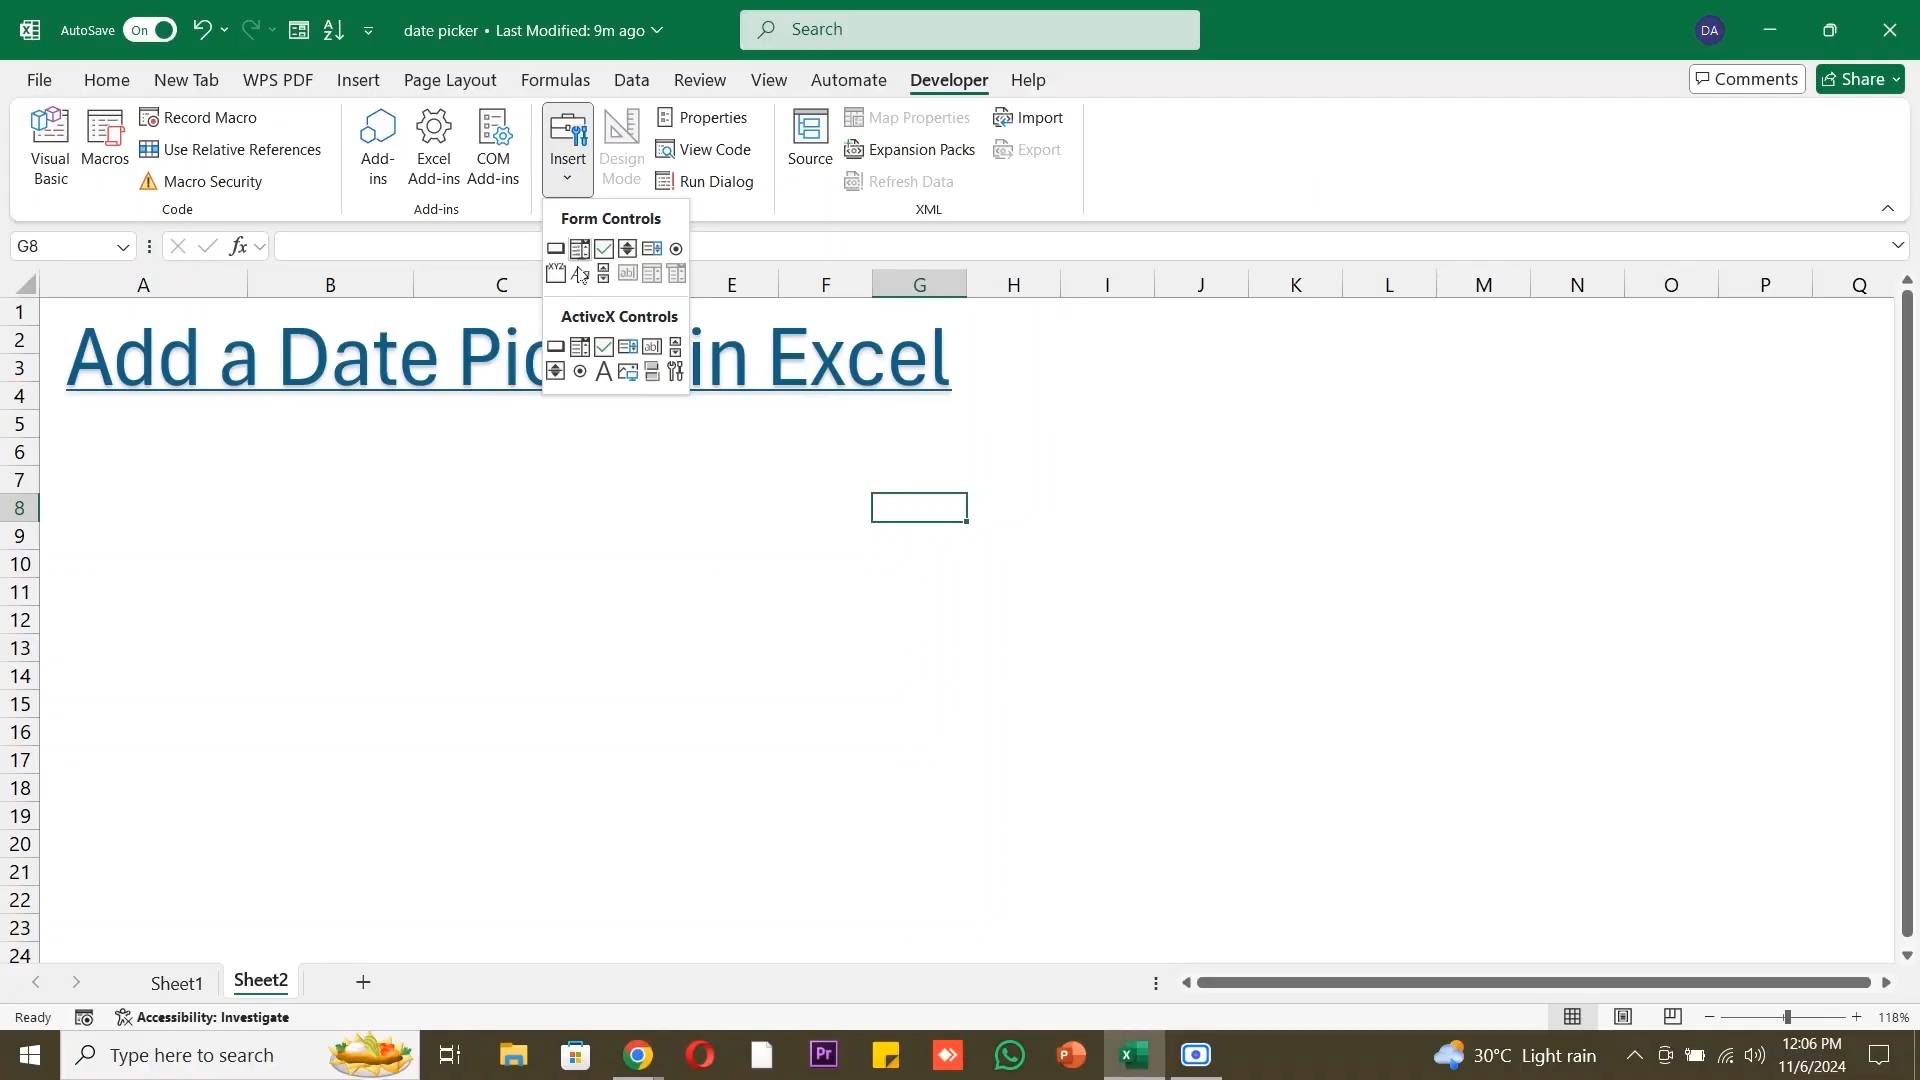 AutoSave On date picker • Last Modified: 9m ago Search DA
File Home New Tab WPS PDF Insert Page Layout Formulas Data Review View Automate Developer Help Comments Share
Visual Basic
Macros
Record Macro
Use Relative References
Macro Security
Code
Add-ins
Excel Add-ins
COM Add-ins
Add-ins
Insert
Design Mode
Properties
View Code
Run Dialog
Source
Map Properties
Expansion Packs
Refresh Data
Import
Export
XML
Form Controls
XYZ Aa ab|
ActiveX Controls
ab|
A
G8 fx
A B C E F G H I J K L M N O P Q
1
2
3
4
5
6
7
8
9
10
11
12
13
14
15
16
17
18
19
20
21
22
23
24
Add a Date Pic in Excel
Sheet1 Sheet2
Ready Accessibility: Investigate 118%
Type here to search Pr 30°C Light rain 12:06 PM
11/6/2024